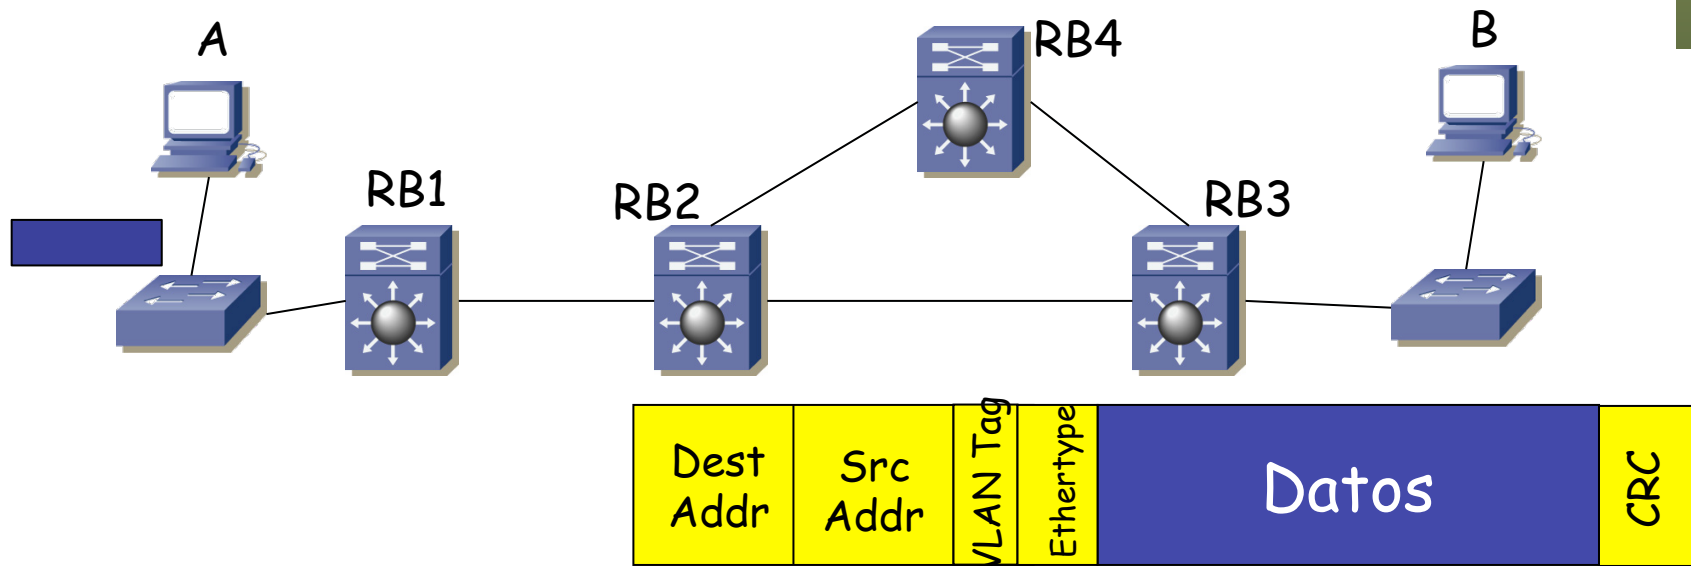 A
RB4
B
RB1
RB2
RB3
Dest
Addr
Src
Addr
VLAN Tag
Ethertype
Datos
CRC